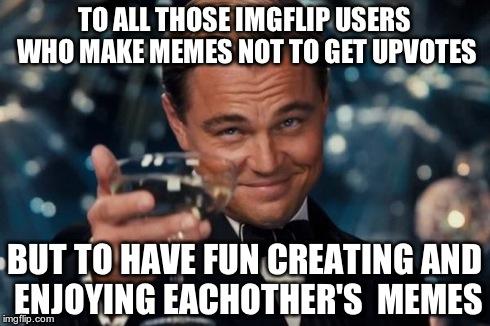 TO ALL THOSE IMGFLIP USERS
WHO MAKE MEMES NOT TO GET UPVOTES
BUT TO HAVE FUN CREATING AND
ENJOYING EACHOTHER'S MEMES
imgflip.com